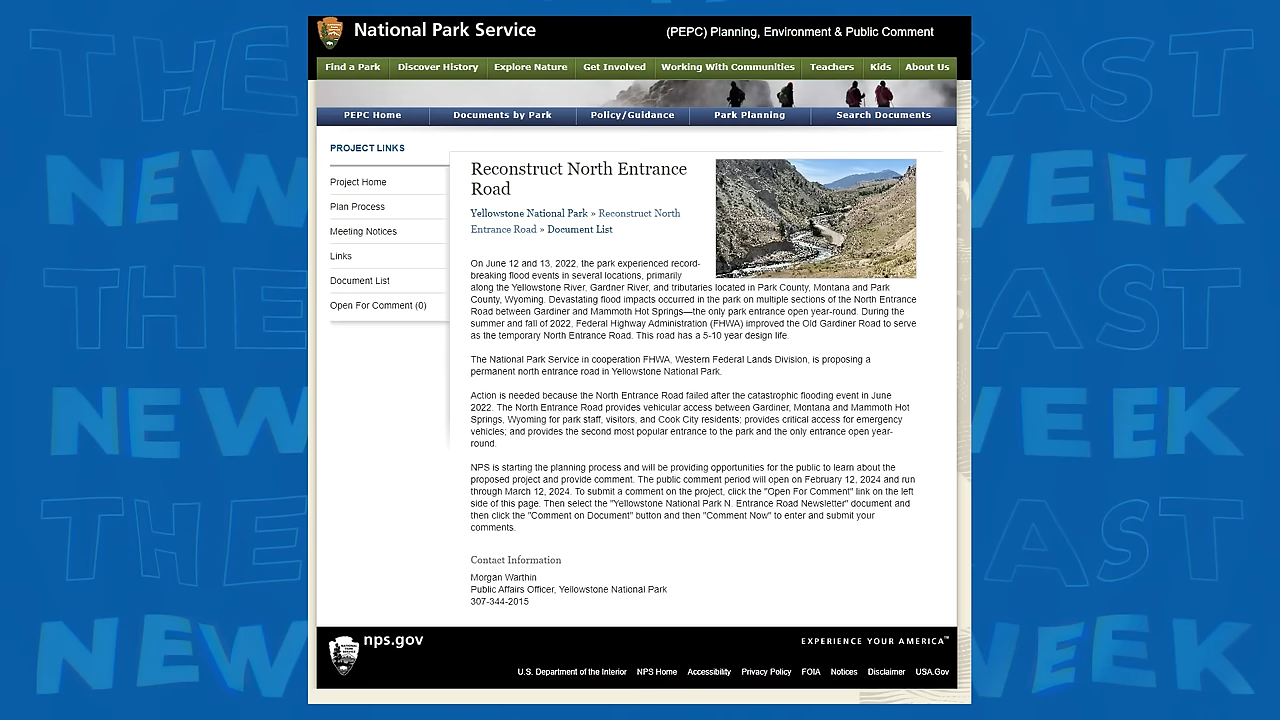 National Park Service
(PEPC) Planning, Environment & Public Comment
Find a Park
Discover History
Explore Nature
Get Involved
Working With Communities
Teachers
Kids
About Us
PEPC Home
Documents by Park
Policy/Guidance
Park Planning
Search Documents
PROJECT LINKS
Project Home
Plan Process
Meeting Notices
Links
Document List
Open For Comment (0)
Reconstruct North Entrance
Road
Yellowstone National Park » Reconstruct North
Entrance Road » Document List
On June 12 and 13, 2022, the park experienced record-
breaking flood events in several locations, primarily
along the Yellowstone River, Gardner River, and tributaries located in Park County, Montana and Park
County, Wyoming. Devastating flood impacts occurred in the park on multiple sections of the North Entrance
Road between Gardiner and Mammoth Hot Springs—the only park entrance open year-round. During the
summer and fall of 2022, Federal Highway Administration (FHWA) improved the Old Gardiner Road to serve
as the temporary North Entrance Road. This road has a 5-10 year design life.
The National Park Service in cooperation FHWA, Western Federal Lands Division, is proposing a
permanent north entrance road in Yellowstone National Park.
Action is needed because the North Entrance Road failed after the catastrophic flooding event in June
2022. The North Entrance Road provides vehicular access between Gardiner, Montana and Mammoth Hot
Springs, Wyoming for park staff, visitors, and Cook City residents; provides critical access for emergency
vehicles; and provides the second most popular entrance to the park and the only entrance open year-
round.
NPS is starting the planning process and will be providing opportunities for the public to learn about the
proposed project and provide comment. The public comment period will open on February 12, 2024 and run
through March 12, 2024. To submit a comment on the project, click the "Open For Comment" link on the left
side of this page. Then select the "Yellowstone National Park N. Entrance Road Newsletter" document and
then click the "Comment on Document" button and then "Comment Now" to enter and submit your
comments.
Contact Information
Morgan Warthin
Public Affairs Officer, Yellowstone National Park
307-344-2015
nps.gov
EXPERIENCE YOUR AMERICA™
U.S. Department of the Interior
NPS Home
Accessibility
Privacy Policy
FOIA
Notices
Disclaimer
USA.Gov
THE
CAST
NEW
WEEK
THE
AST
NEW
WEEK
THE
AST
NEW
WEEK